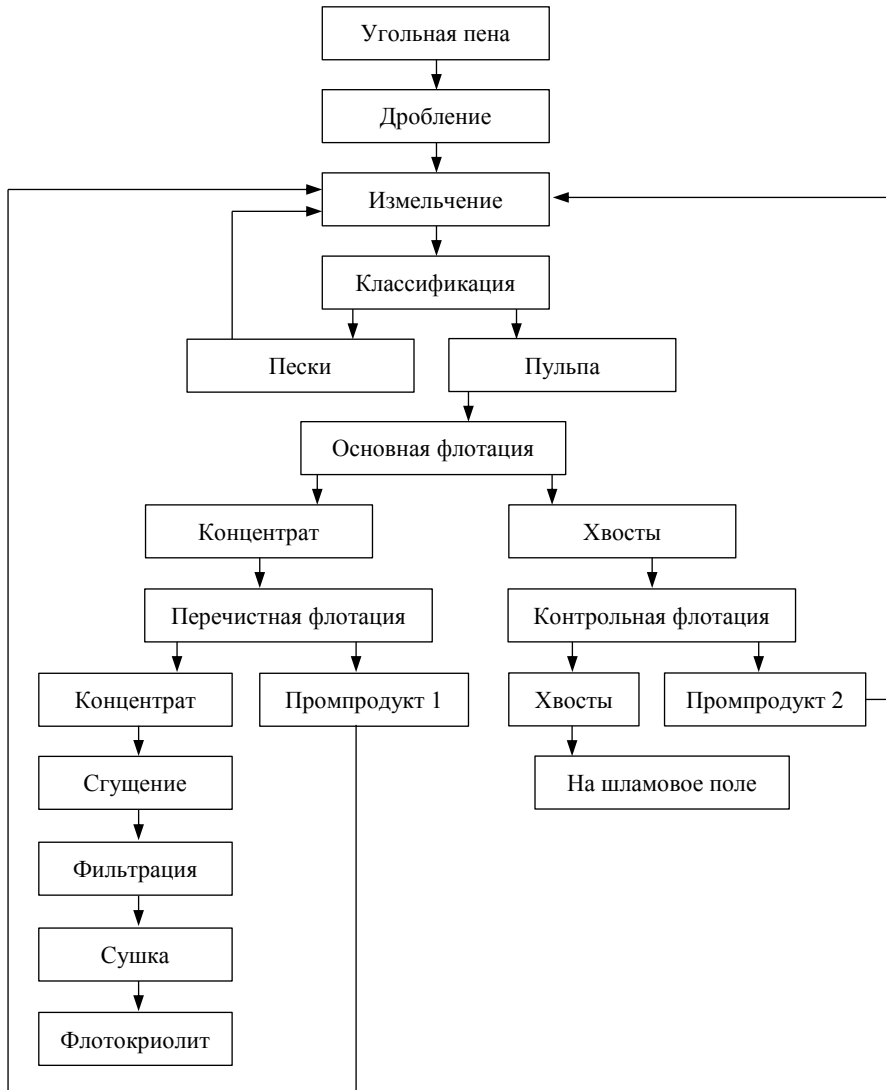 Угольная пена
Дробление
Измельчение
Классификация
Пески
Пульпа
Основная флотация
Концентрат
Хвосты
Перечистная флотация
Контрольная флотация
Концентрат
Промпродукт 1
Хвосты
Промпродукт 2
Сгущение
На шламовое поле
Фильтрация
Сушка
Флотокриолит